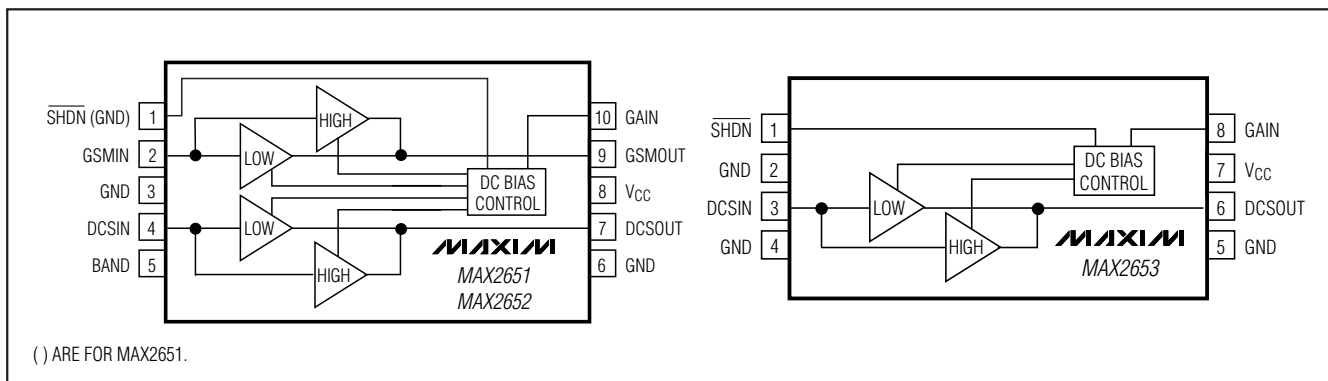 SHDN (GND) 1
GSMIN 2
GND 3
DCSIN 4
BAND 5
HIGH
LOW
LOW
HIGH
DC BIAS
CONTROL
MAXIM
MAX2651
MAX2652
10 GAIN
9 GSMOUT
8 VCC
7 DCSOUT
6 GND
SHDN 1
GND 2
DCSIN 3
GND 4
LOW
HIGH
DC BIAS
CONTROL
MAXIM
MAX2653
8 GAIN
7 VCC
6 DCSOUT
5 GND
( ) ARE FOR MAX2651.